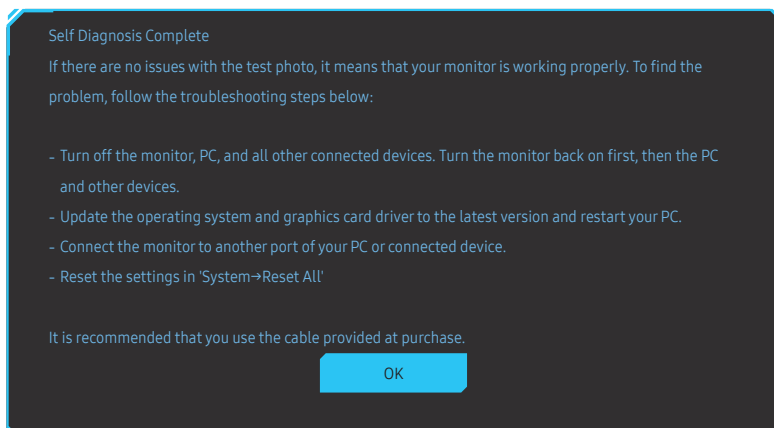 Self Diagnosis Complete
If there are no issues with the test photo, it means that your monitor is working properly. To find the
problem, follow the troubleshooting steps below:
- Turn off the monitor, PC, and all other connected devices. Turn the monitor back on first, then the PC
and other devices.
- Update the operating system and graphics card driver to the latest version and restart your PC.
- Connect the monitor to another port of your PC or connected device.
- Reset the settings in 'System→Reset All'
It is recommended that you use the cable provided at purchase.
OK